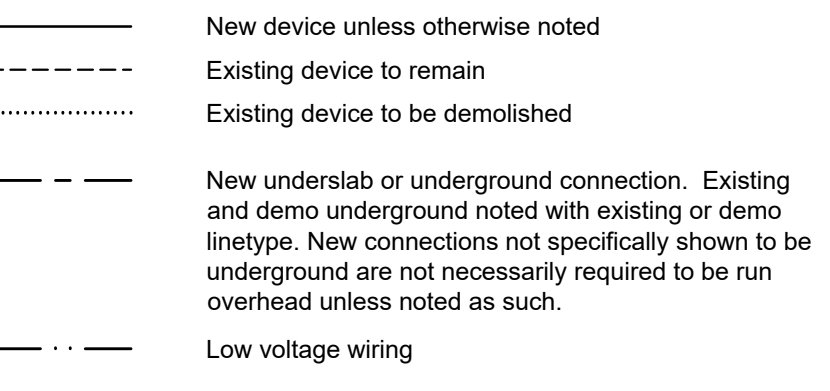 New device unless otherwise noted
Existing device to remain
Existing device to be demolished
New underslab or underground connection.  Existing
and demo underground noted with existing or demo
linetype. New connections not specifically shown to be
underground are not necessarily required to be run
overhead unless noted as such.
Low voltage wiring